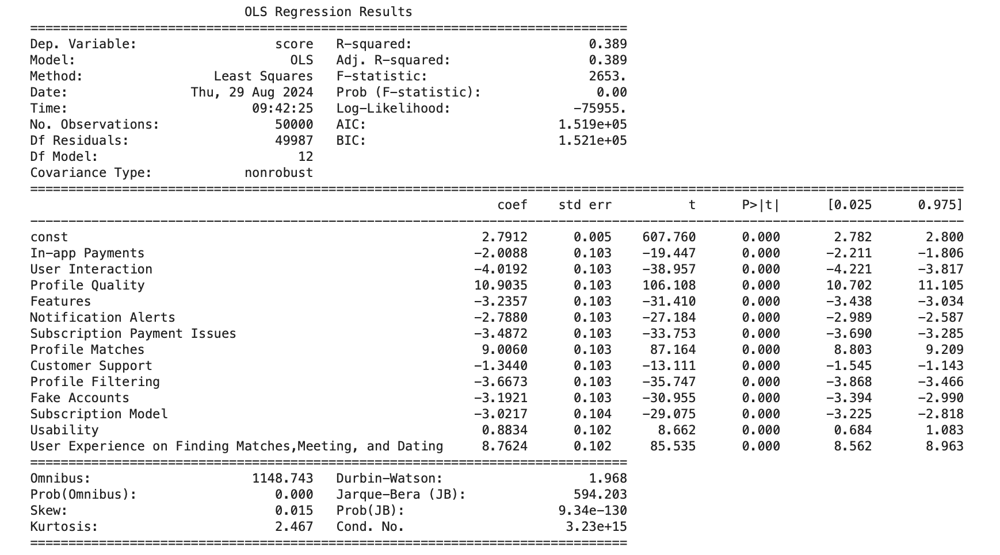 OLS Regression Results
==============================================================================
Dep. Variable: score R-squared: 0.389
Model: OLS Adj. R-squared: 0.389
Method: Least Squares F-statistic: 2653.
Date: Thu, 29 Aug 2024 Prob (F-statistic): 0.00
Time: 09:42:25 Log-Likelihood: -75955.
No. Observations: 50000 AIC: 1.519e+05
Df Residuals: 49987 BIC: 1.521e+05
Df Model: 12
Covariance Type: nonrobust
==========================================================================================================================
coef std err t P>|t| [0.025 0.975]
--------------------------------------------------------------------------------------------------------------------------
const 2.7912 0.005 607.760 0.000 2.782 2.800
In-app Payments -2.0088 0.103 -19.447 0.000 -2.211 -1.806
User Interaction -4.0192 0.103 -38.957 0.000 -4.221 -3.817
Profile Quality 10.9035 0.103 106.108 0.000 10.702 11.105
Features -3.2357 0.103 -31.410 0.000 -3.438 -3.034
Notification Alerts -2.7880 0.103 -27.184 0.000 -2.989 -2.587
Subscription Payment Issues -3.4872 0.103 -33.753 0.000 -3.690 -3.285
Profile Matches 9.0060 0.103 87.164 0.000 8.803 9.209
Customer Support -1.3440 0.103 -13.111 0.000 -1.545 -1.143
Profile Filtering -3.6673 0.103 -35.747 0.000 -3.868 -3.466
Fake Accounts -3.1921 0.103 -30.955 0.000 -3.394 -2.990
Subscription Model -3.0217 0.104 -29.075 0.000 -3.225 -2.818
Usability 0.8834 0.102 8.662 0.000 0.684 1.083
User Experience on Finding Matches,Meeting, and Dating 8.7624 0.102 85.535 0.000 8.562 8.963
==============================================================================
Omnibus: 1148.743 Durbin-Watson: 1.968
Prob(Omnibus): 0.000 Jarque-Bera (JB): 594.203
Skew: 0.015 Prob(JB): 9.34e-130
Kurtosis: 2.467 Cond. No. 3.23e+15
==============================================================================